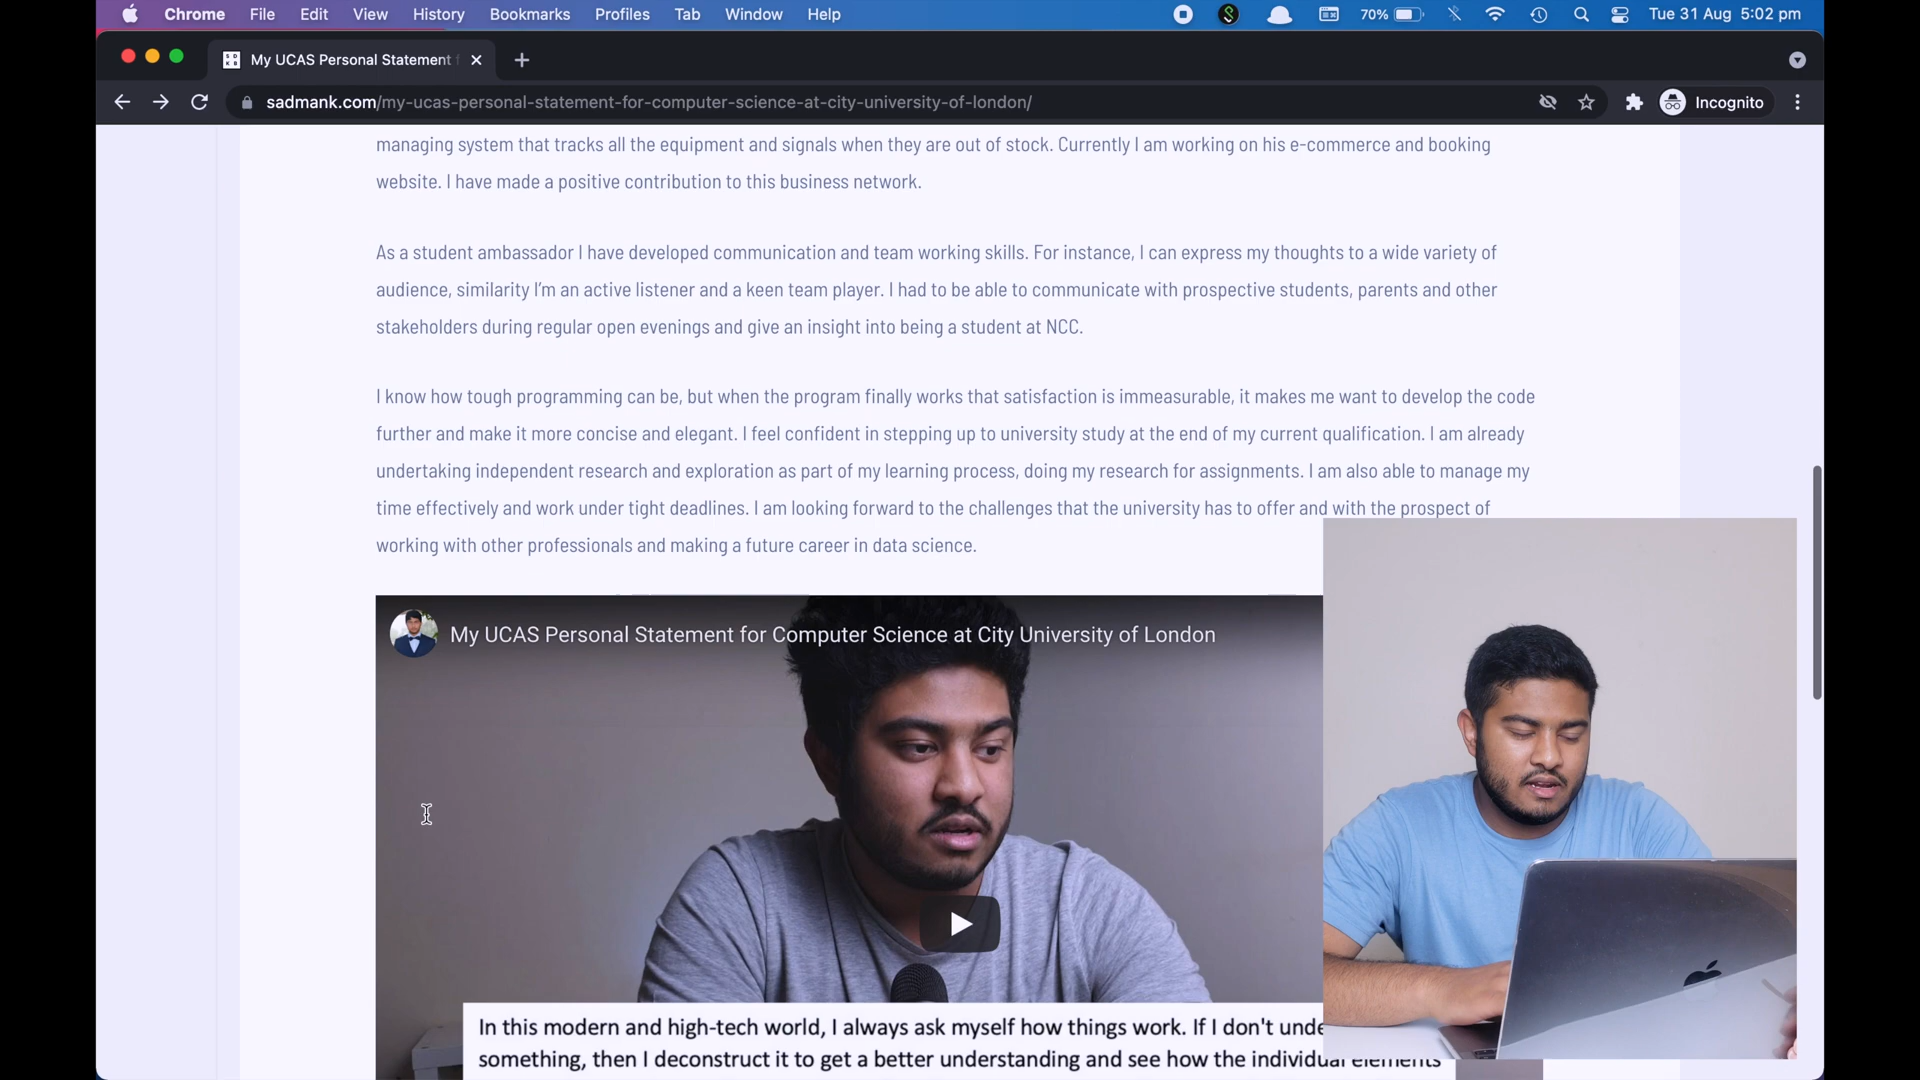 Chrome File Edit View History Bookmarks Profiles Tab Window Help 70% Tue 31 Aug 5:02 pm
My UCAS Personal Statement
sadmank.com/my-ucas-personal-statement-for-computer-science-at-city-university-of-london/ Incognito
managing system that tracks all the equipment and signals when they are out of stock. Currently I am working on his e-commerce and booking
website. I have made a positive contribution to this business network.
As a student ambassador I have developed communication and team working skills. For instance, I can express my thoughts to a wide variety of
audience, similarity I'm an active listener and a keen team player. I had to be able to communicate with prospective students, parents and other
stakeholders during regular open evenings and give an insight into being a student at NCC.
I know how tough programming can be, but when the program finally works that satisfaction is immeasurable, it makes me want to develop the code
further and make it more concise and elegant. I feel confident in stepping up to university study at the end of my current qualification. I am already
undertaking independent research and exploration as part of my learning process, doing my research for assignments. I am also able to manage my
time effectively and work under tight deadlines. I am looking forward to the challenges that the university has to offer and with the prospect of
working with other professionals and making a future career in data science.
My UCAS Personal Statement for Computer Science at City University of London
In this modern and high-tech world, I always ask myself how things work. If I don't unde
something, then I deconstruct it to get a better understanding and see how the individual elements